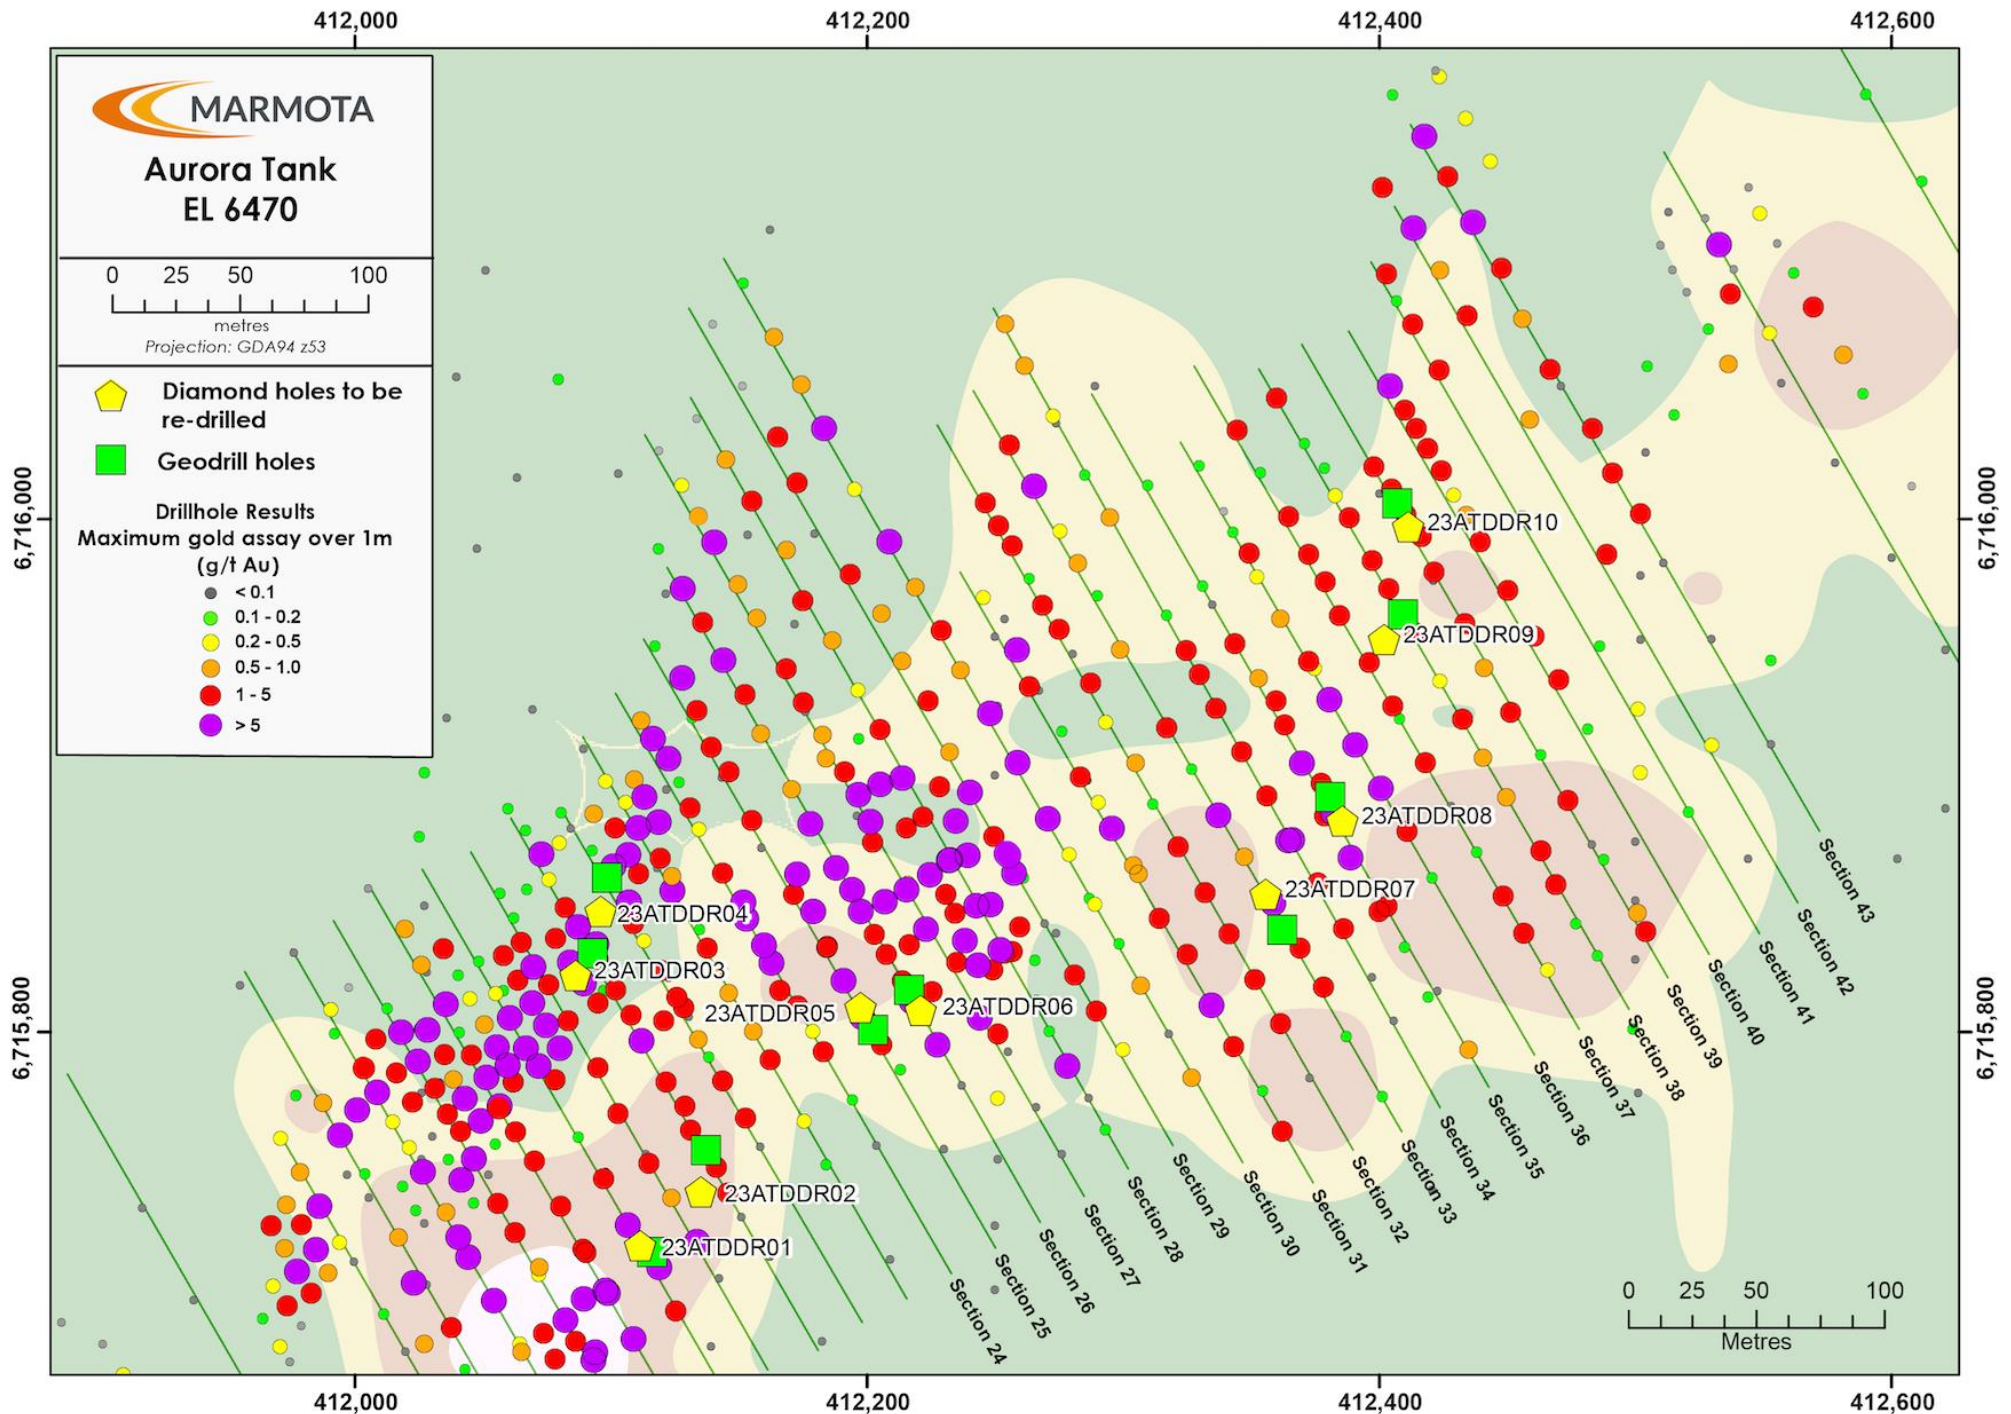 412,000
412,200
412,400
412,600
MARMOTA
Aurora Tank
EL 6470
0 25 50 100
metres
Projection: GDA94 z53
Diamond holes to be
re-drilled
Geodrill holes
Drillhole Results
Maximum gold assay over 1m
(g/t Au)
< 0.1
0.1 - 0.2
0.2 - 0.5
0.5 - 1.0
1 - 5
> 5
6,716,000
6,716,000
23ATDDR10
23ATDDR09
23ATDDR08
23ATDDR07
23ATDDR04
23ATDDR03
23ATDDR05
23ATDDR06
6,715,800
6,715,800
23ATDDR02
23ATDDR01
Section 43
Section 42
Section 41
Section 40
Section 39
Section 38
Section 37
Section 36
Section 35
Section 34
Section 33
Section 32
Section 31
Section 30
Section 29
Section 28
Section 27
Section 26
Section 25
Section 24
0 25 50 100
Metres
412,000
412,200
412,400
412,600